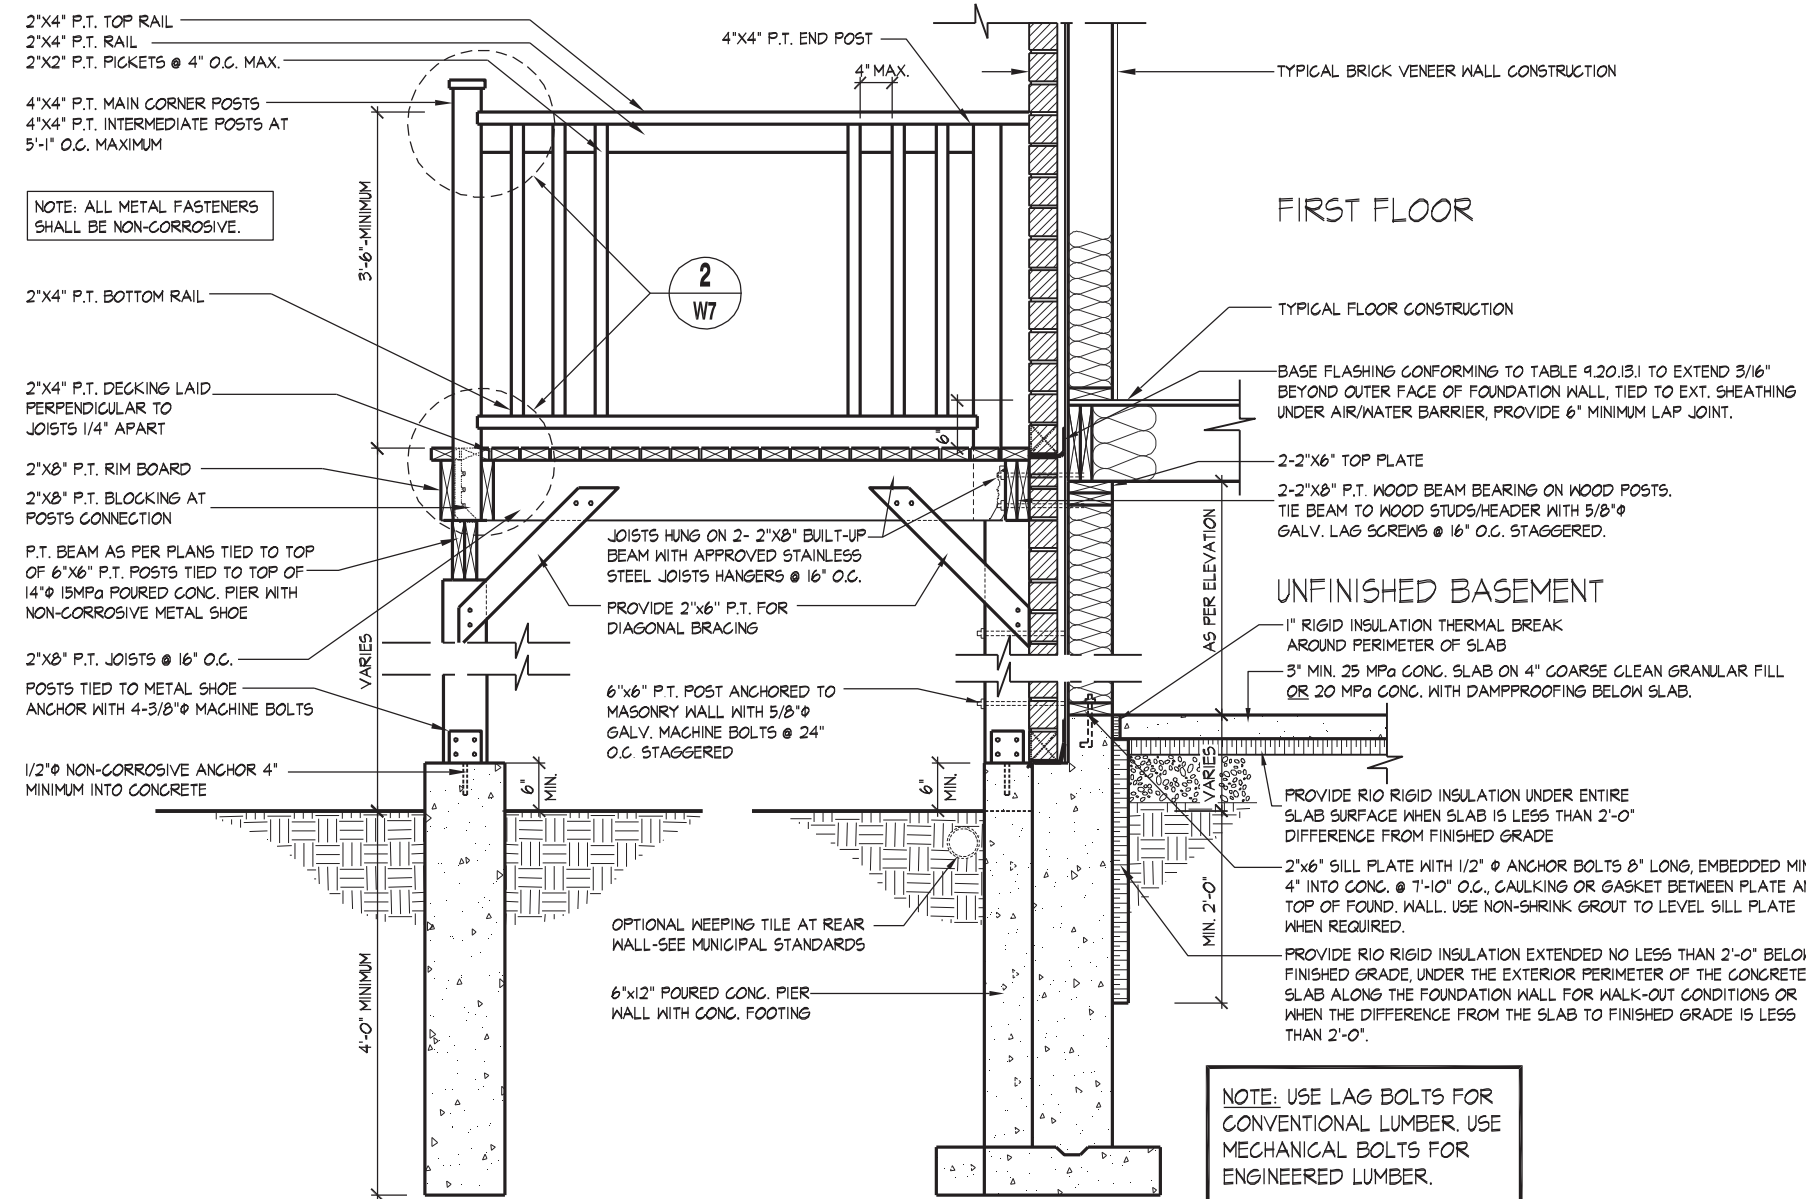 2"X4" P.T. TOP RAIL
2"X4" P.T. RAIL
2"X2" P.T. PICKETS @ 4" O.C. MAX.
4"X4" P.T. MAIN CORNER POSTS
4"X4" P.T. INTERMEDIATE POSTS AT
5'-1" O.C. MAXIMUM
NOTE: ALL METAL FASTENERS
SHALL BE NON-CORROSIVE.
2"X4" P.T. BOTTOM RAIL
2"X4" P.T. DECKING LAID
PERPENDICULAR TO
JOISTS 1/4" APART
2"X8" P.T. RIM BOARD
2"X8" P.T. BLOCKING AT
POSTS CONNECTION
P.T. BEAM AS PER PLANS TIED TO TOP
OF 6"X6" P.T. POSTS TIED TO TOP OF
14"Φ 15MPa POURED CONC. PIER WITH
NON-CORROSIVE METAL SHOE
2"X8" P.T. JOISTS @ 16" O.C.
POSTS TIED TO METAL SHOE
ANCHOR WITH 4-3/8"Φ MACHINE BOLTS
1/2"Φ NON-CORROSIVE ANCHOR 4"
MINIMUM INTO CONCRETE
3'-6"-MINIMUM
VARIES
4'-0" MINIMUM
6"
MIN.
4"X4" P.T. END POST
4" MAX.
2
W7
6"
JOISTS HUNG ON 2- 2"X8" BUILT-UP
BEAM WITH APPROVED STAINLESS
STEEL JOISTS HANGERS @ 16" O.C.
PROVIDE 2"x6" P.T. FOR
DIAGONAL BRACING
6"x6" P.T. POST ANCHORED TO
MASONRY WALL WITH 5/8"Φ
GALV. MACHINE BOLTS @ 24"
O.C. STAGGERED
6"
MIN.
OPTIONAL WEEPING TILE AT REAR
WALL-SEE MUNICIPAL STANDARDS
6"x12" POURED CONC. PIER
WALL WITH CONC. FOOTING
TYPICAL BRICK VENEER WALL CONSTRUCTION
FIRST FLOOR
TYPICAL FLOOR CONSTRUCTION
BASE FLASHING CONFORMING TO TABLE 9.20.13.1 TO EXTEND 3/16"
BEYOND OUTER FACE OF FOUNDATION WALL, TIED TO EXT. SHEATHING
UNDER AIR/WATER BARRIER, PROVIDE 6" MINIMUM LAP JOINT.
2-2"X6" TOP PLATE
2-2"X8" P.T. WOOD BEAM BEARING ON WOOD POSTS.
TIE BEAM TO WOOD STUDS/HEADER WITH 5/8"Φ
GALV. LAG SCREWS @ 16" O.C. STAGGERED.
AS PER ELEVATION
UNFINISHED BASEMENT
1" RIGID INSULATION THERMAL BREAK
AROUND PERIMETER OF SLAB
3" MIN. 25 MPa CONC. SLAB ON 4" COARSE CLEAN GRANULAR FILL
OR 20 MPa CONC. WITH DAMPPROOFING BELOW SLAB.
VARIES
MIN. 2'-0"
PROVIDE R10 RIGID INSULATION UNDER ENTIRE
SLAB SURFACE WHEN SLAB IS LESS THAN 2'-0"
DIFFERENCE FROM FINISHED GRADE
2"x6" SILL PLATE WITH 1/2" Φ ANCHOR BOLTS 8" LONG, EMBEDDED MIN
4" INTO CONC. @ 7'-10" O.C., CAULKING OR GASKET BETWEEN PLATE
TOP OF FOUND. WALL. USE NON-SHRINK GROUT TO LEVEL SILL PLATE
WHEN REQUIRED.
PROVIDE R10 RIGID INSULATION EXTENDED NO LESS THAN 2'-0"
FINISHED GRADE, UNDER THE EXTERIOR PERIMETER OF THE CONCRETE
SLAB ALONG THE FOUNDATION WALL FOR WALK-OUT CONDITIONS OR
WHEN THE DIFFERENCE FROM THE SLAB TO FINISHED GRADE IS LESS
THAN 2'-0".
NOTE: USE LAG BOLTS FOR
CONVENTIONAL LUMBER. USE
MECHANICAL BOLTS FOR
ENGINEERED LUMBER.